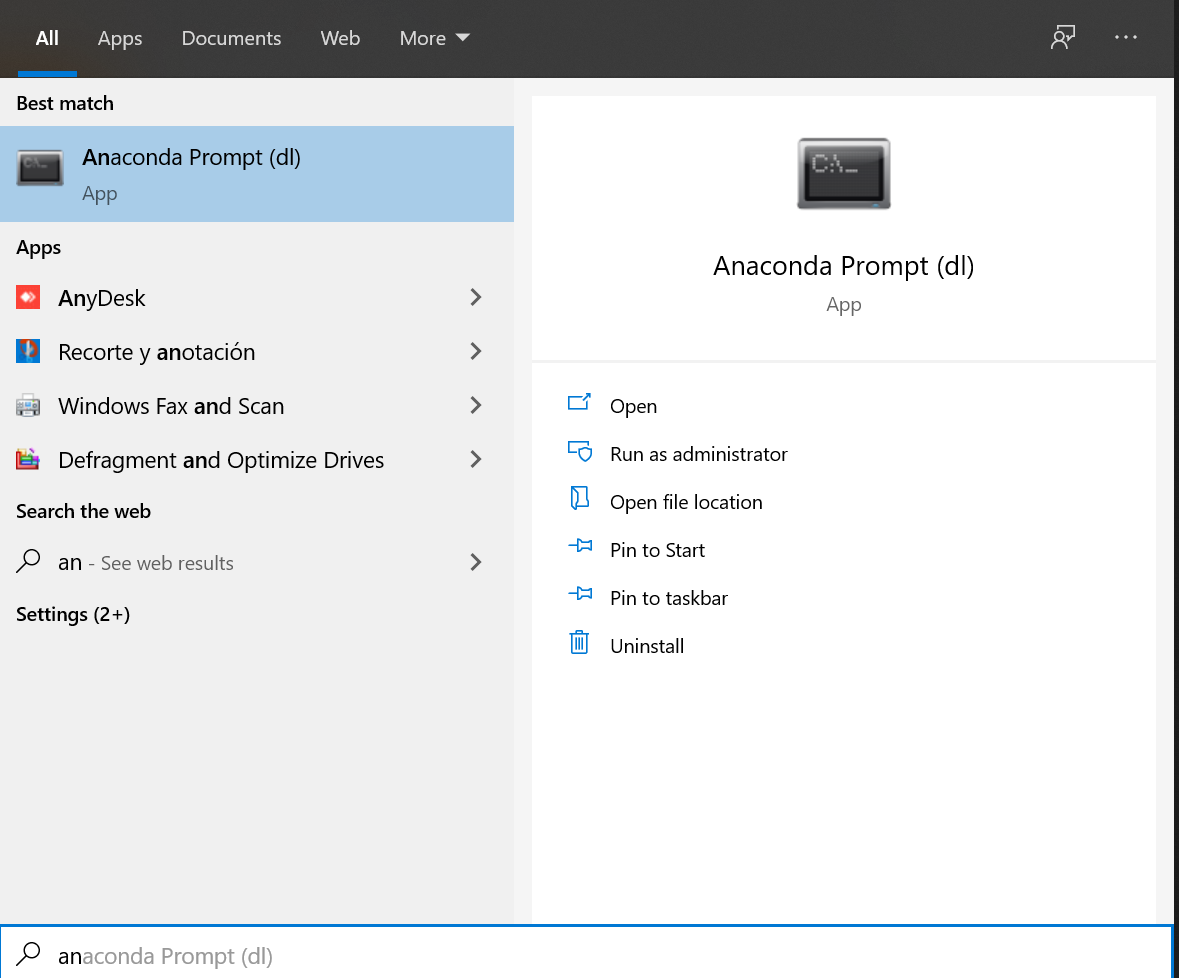 All Apps Documents Web More
Best match
Anaconda Prompt (dl)
App
Apps
AnyDesk
Recorte y anotación
Windows Fax and Scan
Defragment and Optimize Drives
Search the web
an - See web results
Settings (2+)
C:\_
Anaconda Prompt (dl)
App
Open
Run as administrator
Open file location
Pin to Start
Pin to taskbar
Uninstall
anaconda Prompt (dl)